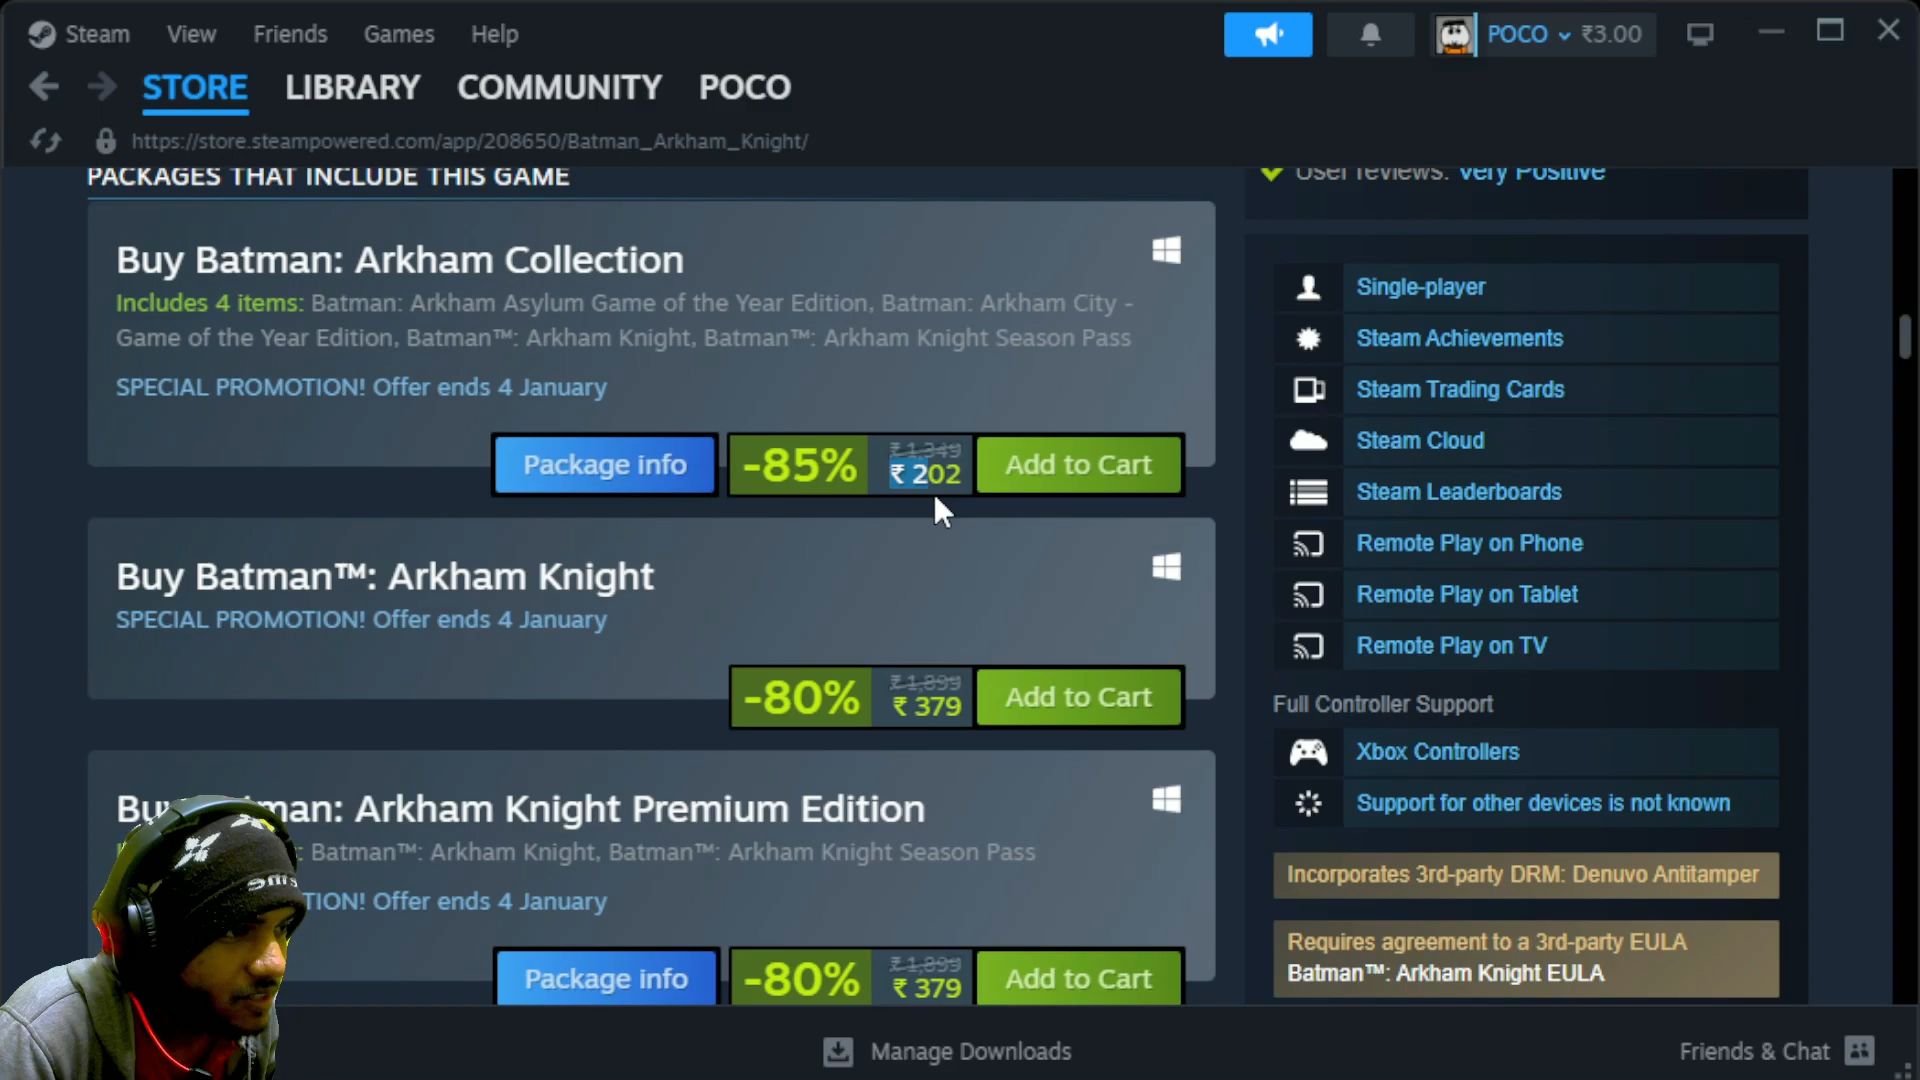 Steam View Friends Games Help POCO ₹3.00
STORE LIBRARY COMMUNITY POCO
https://store.steampowered.com/app/208650/Batman_Arkham_Knight/
PACKAGES THAT INCLUDE THIS GAME
Buy Batman: Arkham Collection
Includes 4 items: Batman: Arkham Asylum Game of the Year Edition, Batman: Arkham City -
Game of the Year Edition, Batman™: Arkham Knight, Batman™: Arkham Knight Season Pass
SPECIAL PROMOTION! Offer ends 4 January
Package info -85% ₹ 1,349 ₹ 202 Add to Cart
Buy Batman™: Arkham Knight
SPECIAL PROMOTION! Offer ends 4 January
-80% ₹ 1,899 ₹ 379 Add to Cart
Buy Batman: Arkham Knight Premium Edition
Batman™: Arkham Knight, Batman™: Arkham Knight Season Pass
TION! Offer ends 4 January
Package info -80% ₹ 1,899 ₹ 379 Add to Cart
User reviews: Very Positive
Single-player
Steam Achievements
Steam Trading Cards
Steam Cloud
Steam Leaderboards
Remote Play on Phone
Remote Play on Tablet
Remote Play on TV
Full Controller Support
Xbox Controllers
Support for other devices is not known
Incorporates 3rd-party DRM: Denuvo Antitamper
Requires agreement to a 3rd-party EULA
Batman™: Arkham Knight EULA
Manage Downloads
Friends & Chat